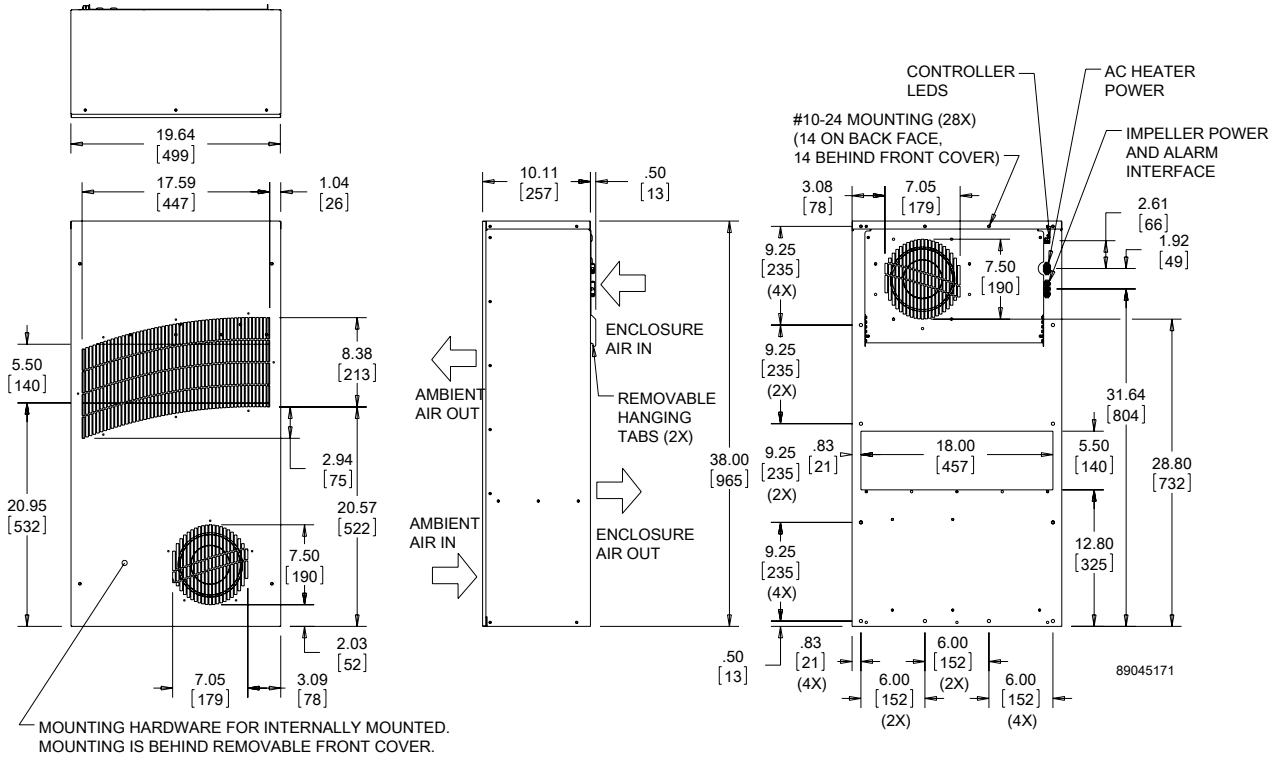 19.64
[499]
17.59
[447]
1.04
[26]
5.50
[140]
8.38
[213]
2.94
[75]
20.95
[532]
20.57
[522]
7.50
[190]
2.03
[52]
7.05
[179]
3.09
[78]
MOUNTING HARDWARE FOR INTERNALLY MOUNTED.
MOUNTING IS BEHIND REMOVABLE FRONT COVER.
10.11
[257]
.50
[13]
ENCLOSURE
AIR IN
AMBIENT
AIR OUT
REMOVABLE
HANGING
TABS (2X)
38.00
[965]
AMBIENT
AIR IN
ENCLOSURE
AIR OUT
CONTROLLER
LEDS
AC HEATER
POWER
#10-24 MOUNTING (28X)
(14 ON BACK FACE,
14 BEHIND FRONT COVER)
IMPELLER POWER
AND ALARM
INTERFACE
3.08
[78]
7.05
[179]
2.61
[66]
1.92
[49]
9.25
[235]
(4X)
7.50
[190]
9.25
[235]
(2X)
31.64
[804]
.83
[21]
18.00
[457]
5.50
[140]
9.25
[235]
(2X)
28.80
[732]
12.80
[325]
9.25
[235]
(4X)
.50
[13]
.83
[21]
(4X)
6.00
[152]
(2X)
6.00
[152]
(2X)
6.00
[152]
(4X)
89045171